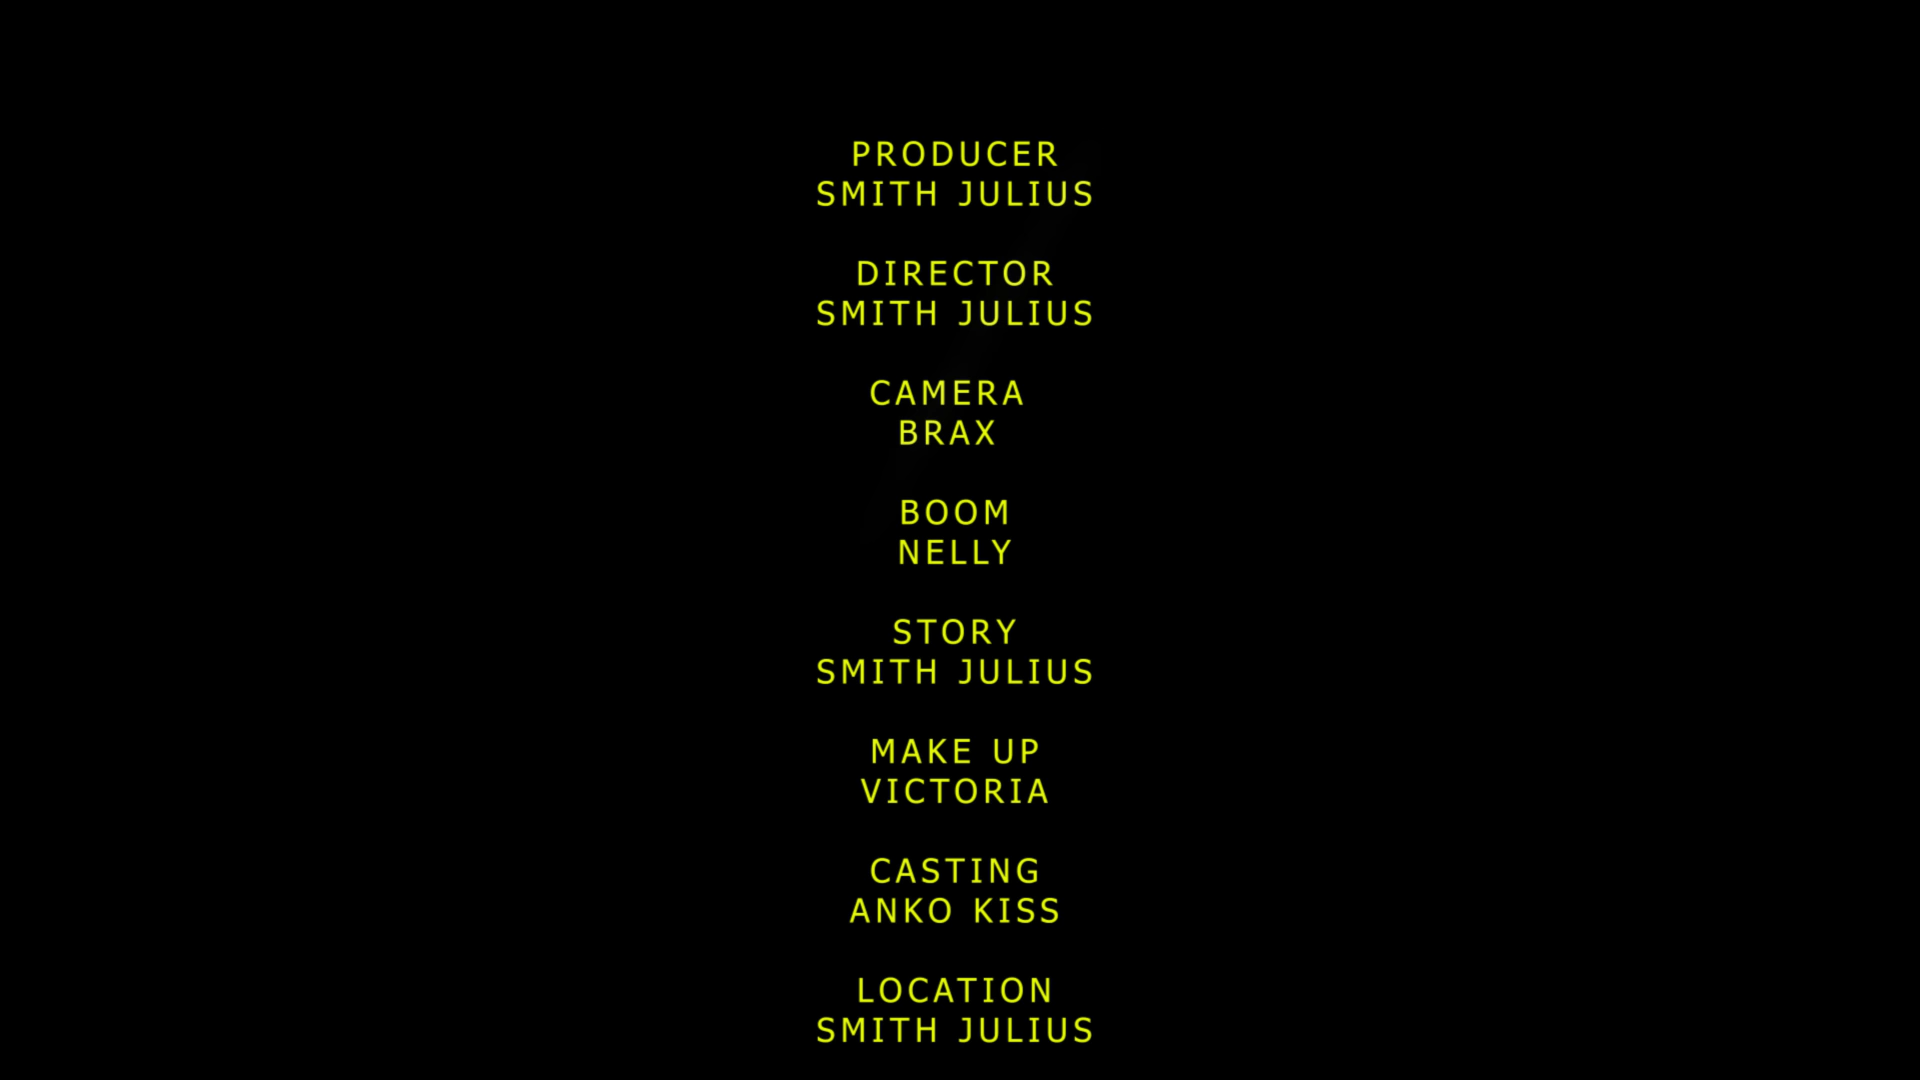 PRODUCER
SMITH JULIUS
DIRECTOR
SMITH JULIUS
CAMERA
BRAX
BOOM
NELLY
STORY
SMITH JULIUS
MAKE UP
VICTORIA
CASTING
ANKO KISS
LOCATION
SMITH JULIUS